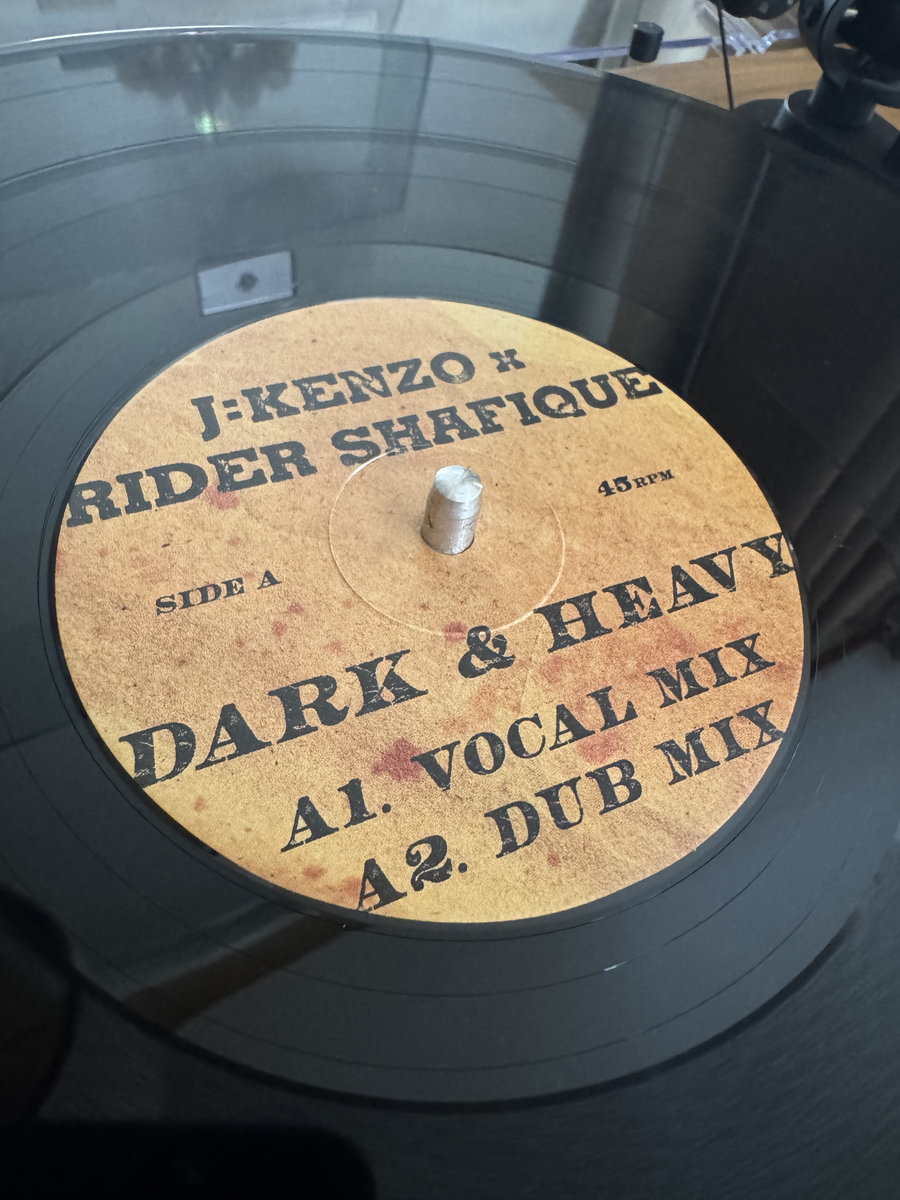 J:KENZO x
RIDER SHAFIQUE
45RPM
SIDE A
DARK & HEAVY
A1. VOCAL MIX
A2. DUB MIX